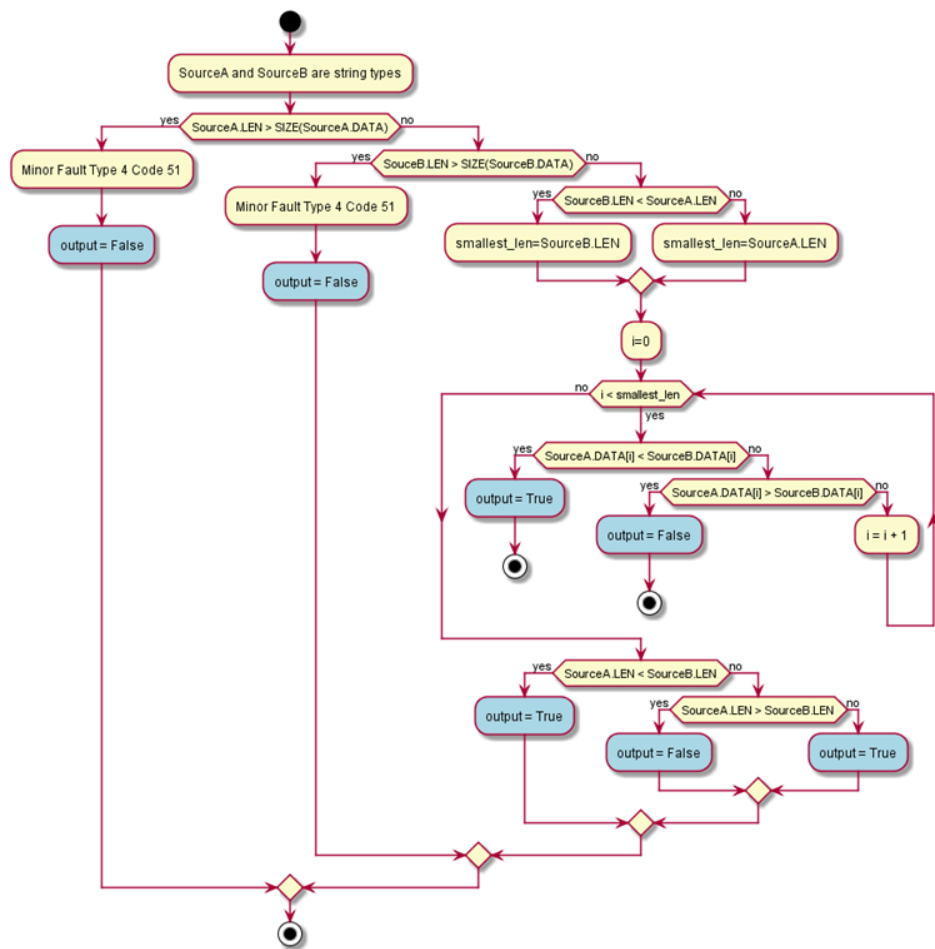 SourceA and SourceB are string types
yes
SourceA.LEN > SIZE(SourceA.DATA)
no
Minor Fault Type 4 Code 51
output = False
yes
SouceB.LEN > SIZE(SourceB.DATA)
no
Minor Fault Type 4 Code 51
output = False
yes
SourceB.LEN < SourceA.LEN
no
smallest_len=SourceB.LEN
smallest_len=SourceA.LEN
i=0
no
i < smallest_len
yes
yes
SourceA.DATA[i] < SourceB.DATA[i]
no
output = True
yes
SourceA.DATA[i] > SourceB.DATA[i]
no
output = False
i = i + 1
yes
SourceA.LEN < SourceB.LEN
no
output = True
yes
SourceA.LEN > SourceB.LEN
no
output = False
output = True